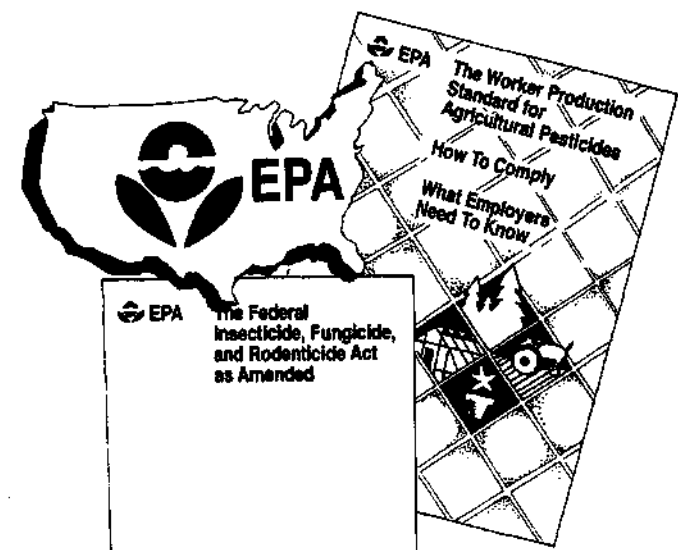 EPA
EPA
The Worker Production
Standard for
Agricultural Pesticides
How To Comply
What Employers
Need To Know
EPA
The Federal
Insecticide, Fungicide,
and Rodenticide Act
as Amended